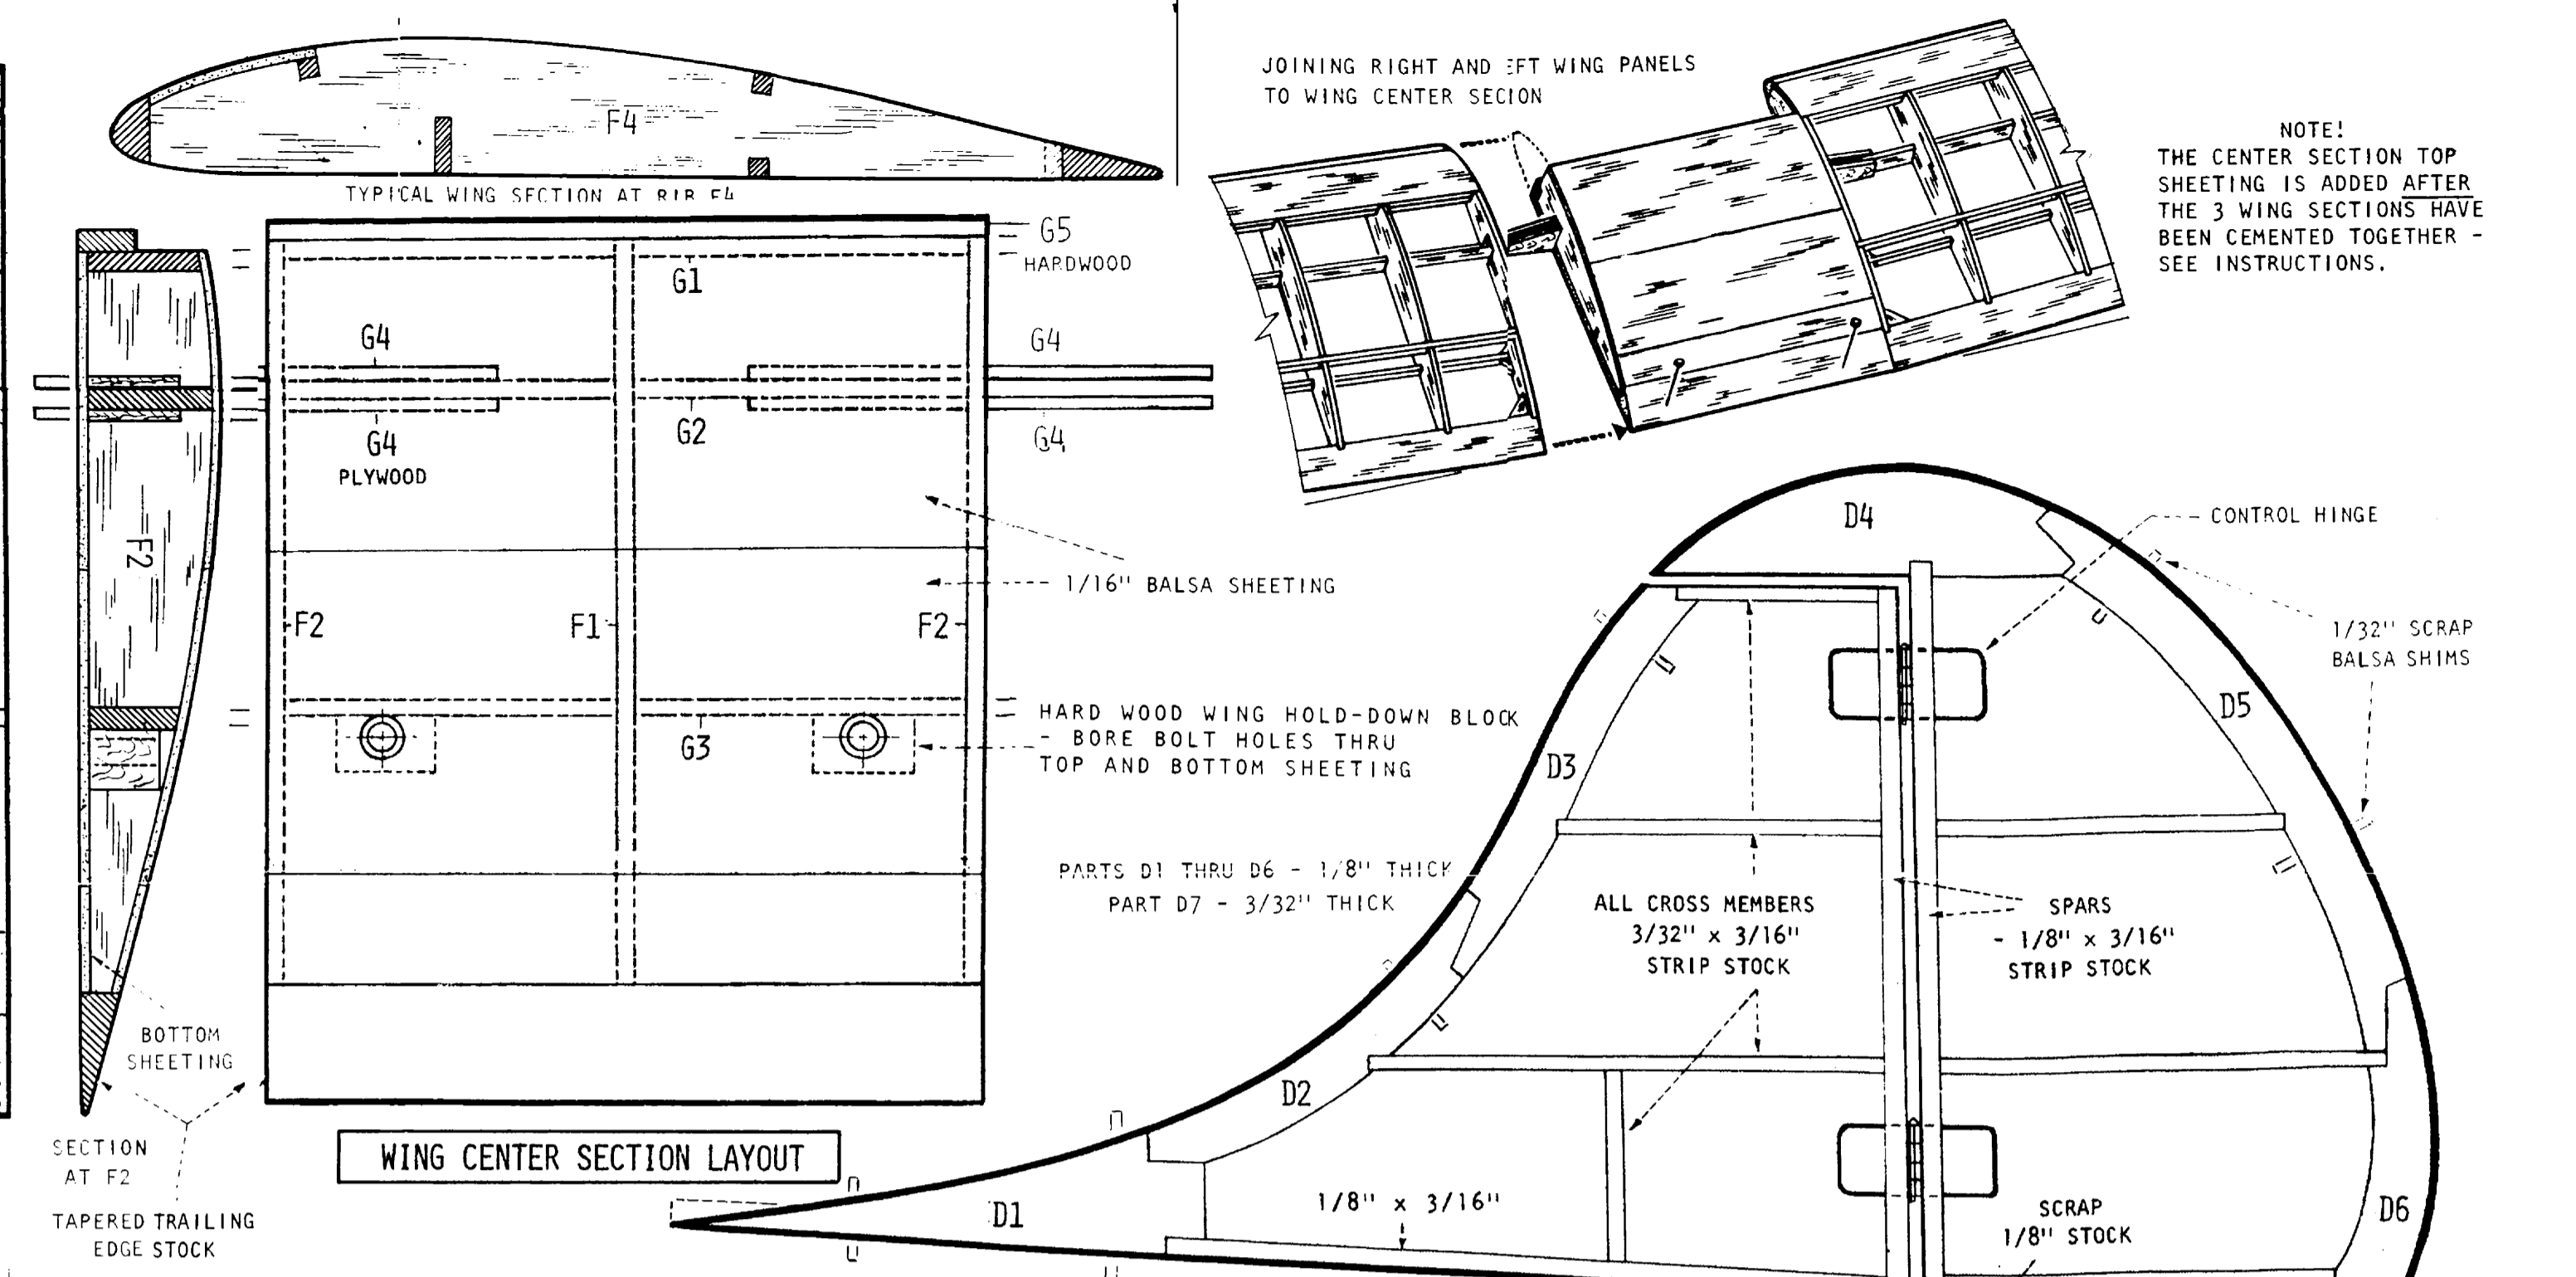 F4
TYPICAL WING SECTION AT RIB F4
JOINING RIGHT AND EFT WING PANELS
TO WING CENTER SECION
NOTE!
THE CENTER SECTION TOP
SHEETING IS ADDED AFTER
THE 3 WING SECTIONS HAVE
BEEN CEMENTED TOGETHER -
SEE INSTRUCTIONS.
G5
HARDWOOD
G1
G4
G4
G4
PLYWOOD
G2
G4
F2
1/16" BALSA SHEETING
F2
F1
F2
HARD WOOD WING HOLD-DOWN BLOCK
- BORE BOLT HOLES THRU
TOP AND BOTTOM SHEETING
G3
BOTTOM
SHEETING
SECTION
AT F2
TAPERED TRAILING
EDGE STOCK
WING CENTER SECTION LAYOUT
PARTS D1 THRU D6 - 1/8" THICK
PART D7 - 3/32" THICK
D4
CONTROL HINGE
1/32" SCRAP
BALSA SHIMS
D5
D3
ALL CROSS MEMBERS
3/32" x 3/16"
STRIP STOCK
SPARS
- 1/8" x 3/16"
STRIP STOCK
D2
D1
1/8" x 3/16"
SCRAP
1/8" STOCK
D6